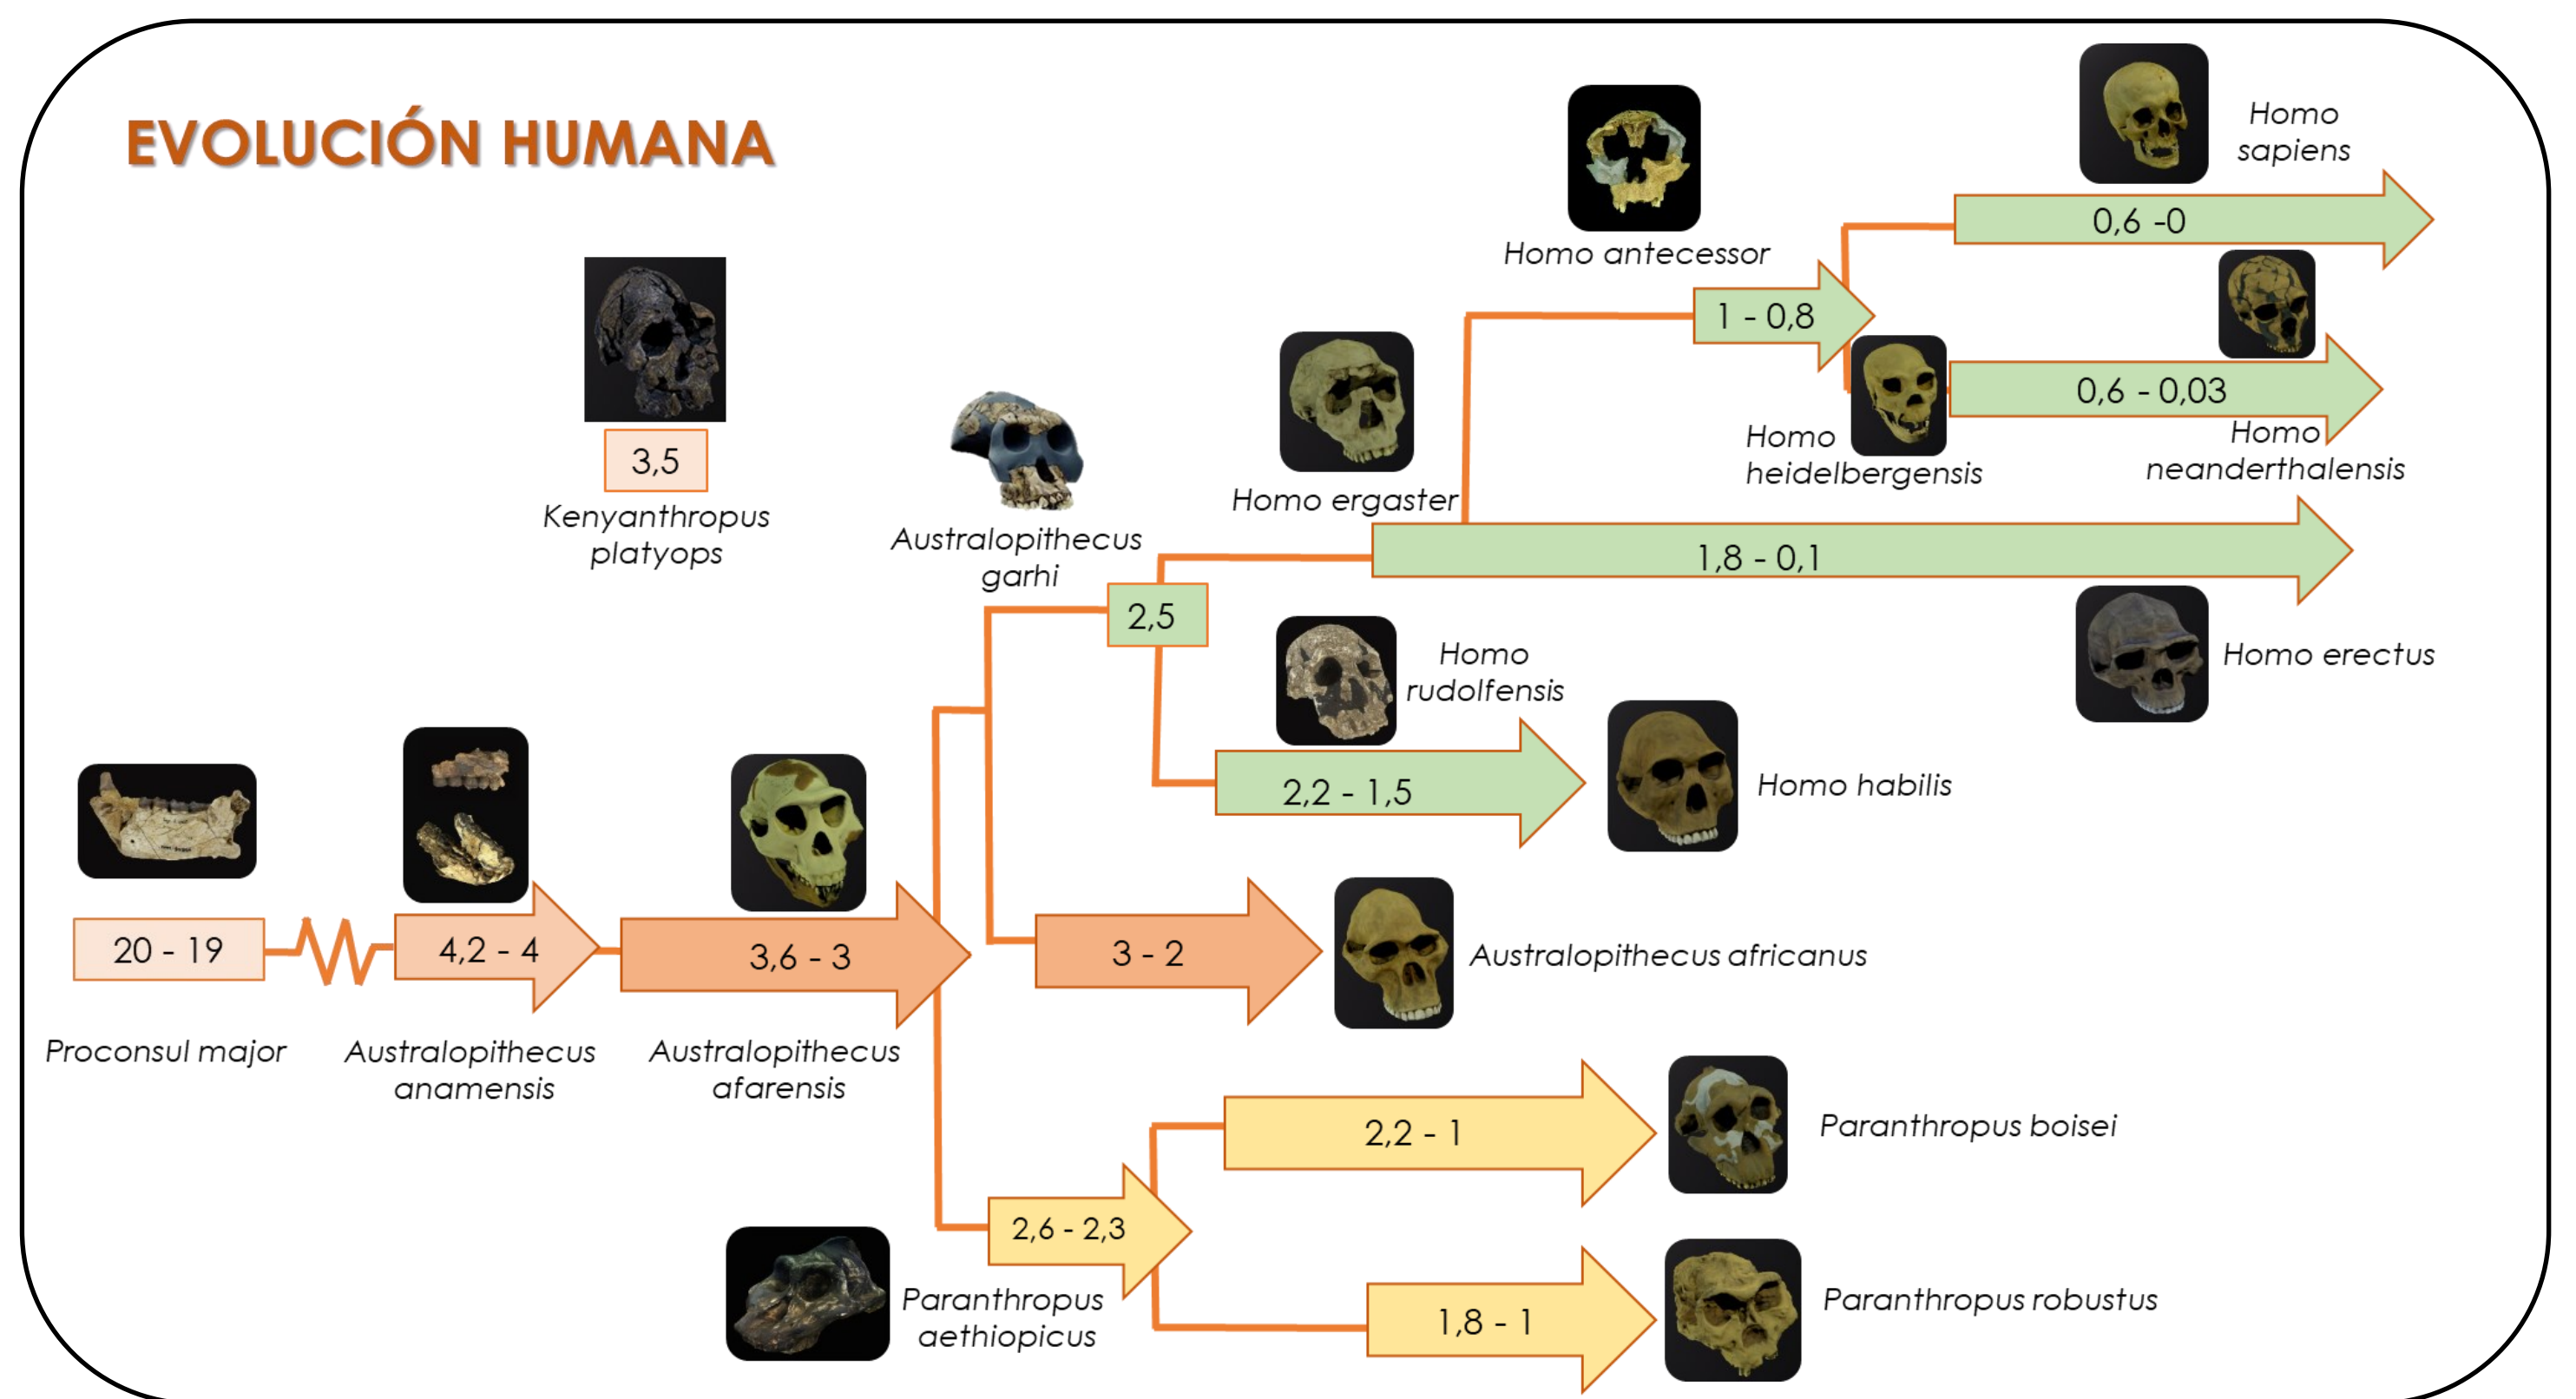 EVOLUCIÓN HUMANA
Homo
sapiens
0,6 -0
Homo antecessor
1 - 0,8
0,6 - 0,03
Homo
heidelbergensis
Homo
neanderthalensis
3,5
Kenyanthropus
platyops
Australopithecus
garhi
Homo ergaster
1,8 - 0,1
2,5
Homo
rudolfensis
Homo erectus
2,2 - 1,5
Homo habilis
20 - 19
4,2 - 4
3,6 - 3
3 - 2
Australopithecus africanus
Proconsul major
Australopithecus
anamensis
Australopithecus
afarensis
2,2 - 1
Paranthropus boisei
2,6 - 2,3
Paranthropus
aethiopicus
1,8 - 1
Paranthropus robustus